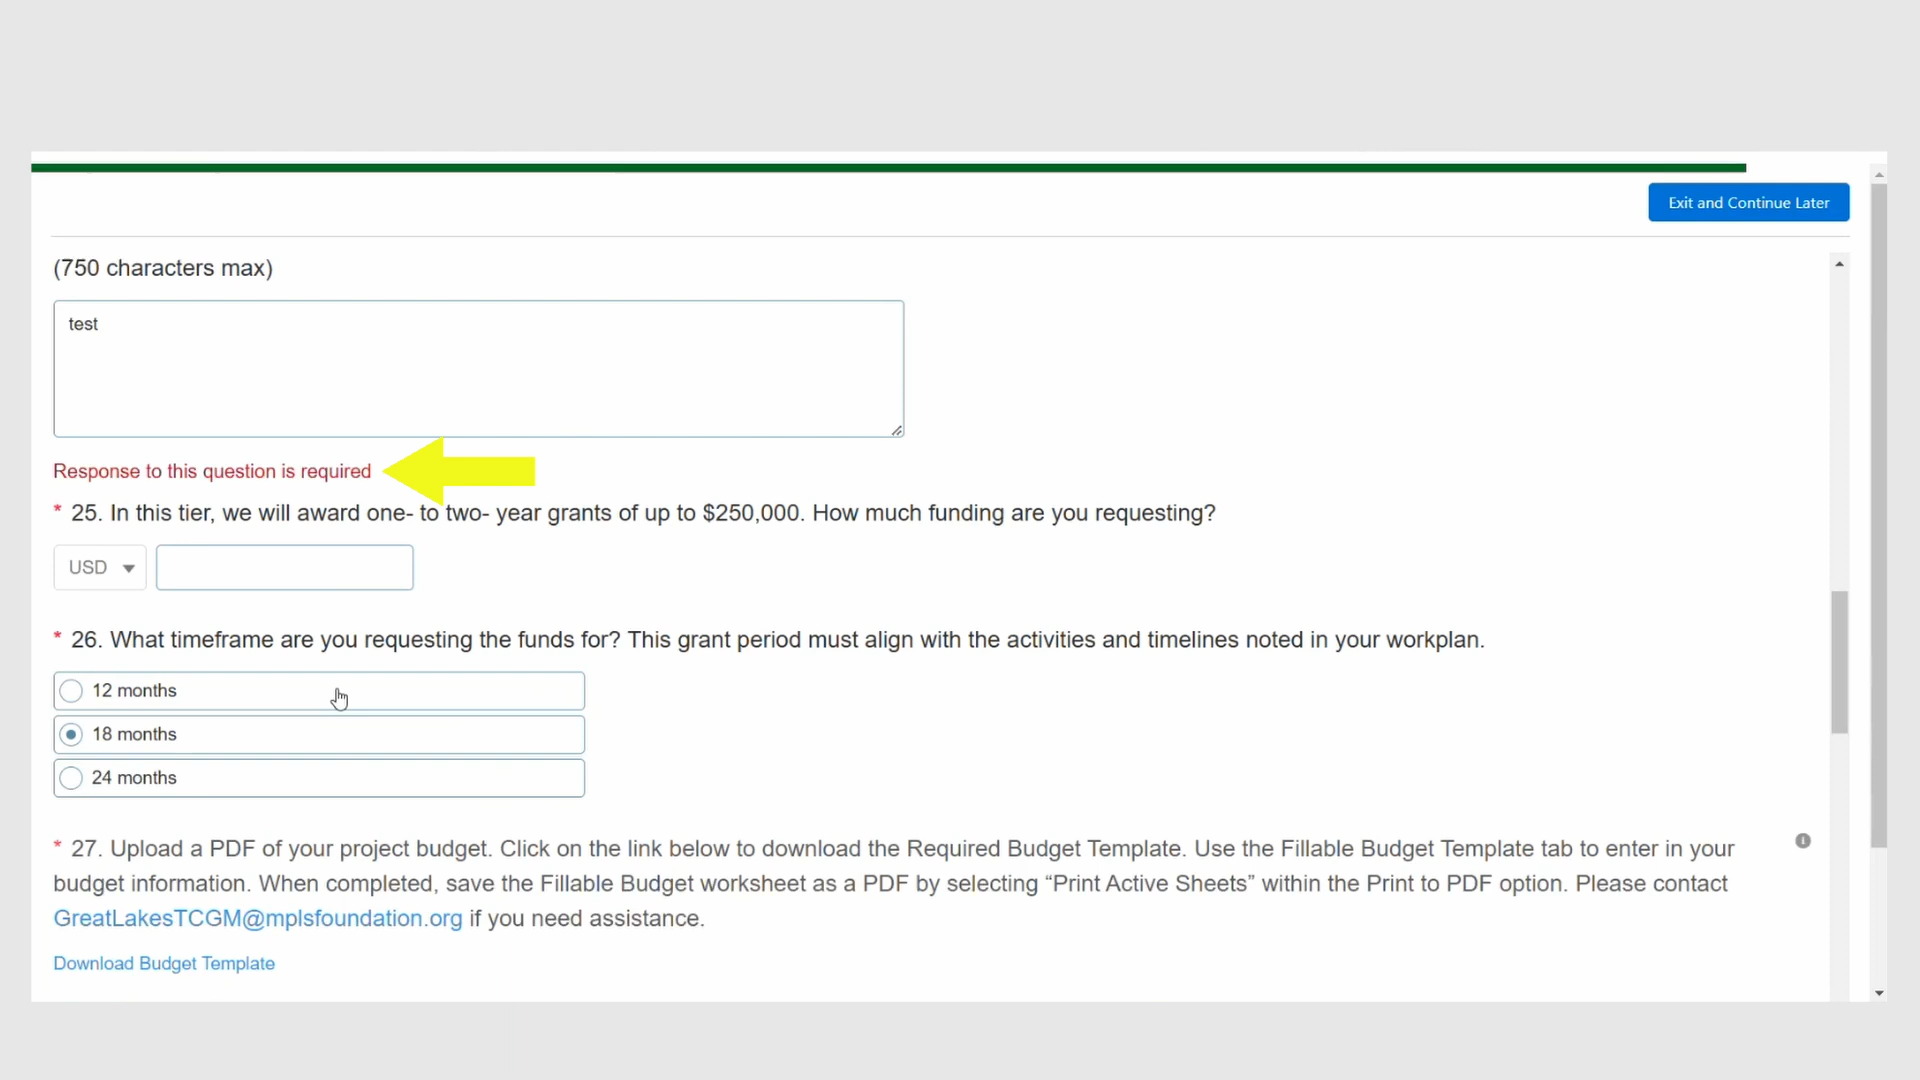 Exit and Continue Later
(750 characters max)
test
Response to this question is required
* 25. In this tier, we will award one- to two- year grants of up to $250,000. How much funding are you requesting?
USD
* 26. What timeframe are you requesting the funds for? This grant period must align with the activities and timelines noted in your workplan.
12 months
18 months
24 months
* 27. Upload a PDF of your project budget. Click on the link below to download the Required Budget Template. Use the Fillable Budget Template tab to enter in your
budget information. When completed, save the Fillable Budget worksheet as a PDF by selecting “Print Active Sheets” within the Print to PDF option. Please contact
GreatLakesTCGM@mplsfoundation.org if you need assistance.
Download Budget Template